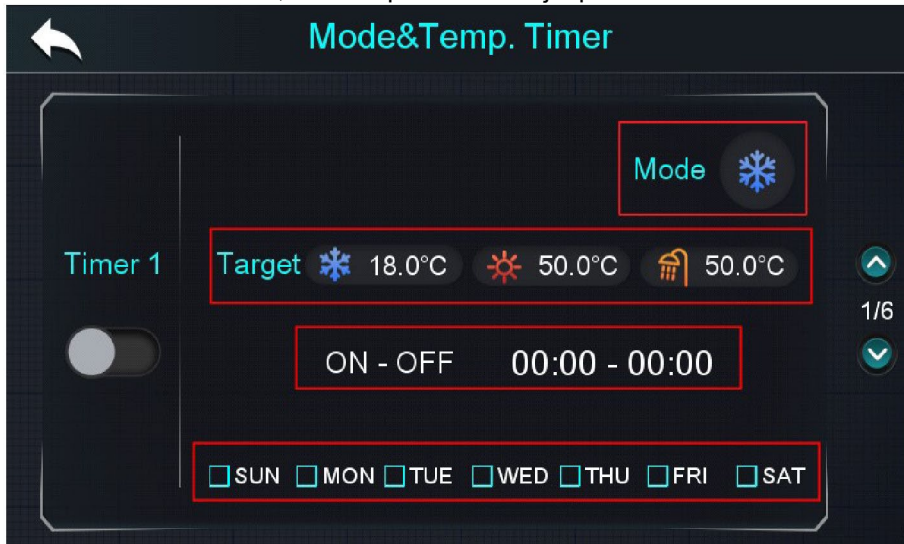 Mode&Temp. Timer
Mode
Timer 1
Target 18.0°C 50.0°C 50.0°C
1/6
ON - OFF 00:00 - 00:00
SUN MON TUE WED THU FRI SAT